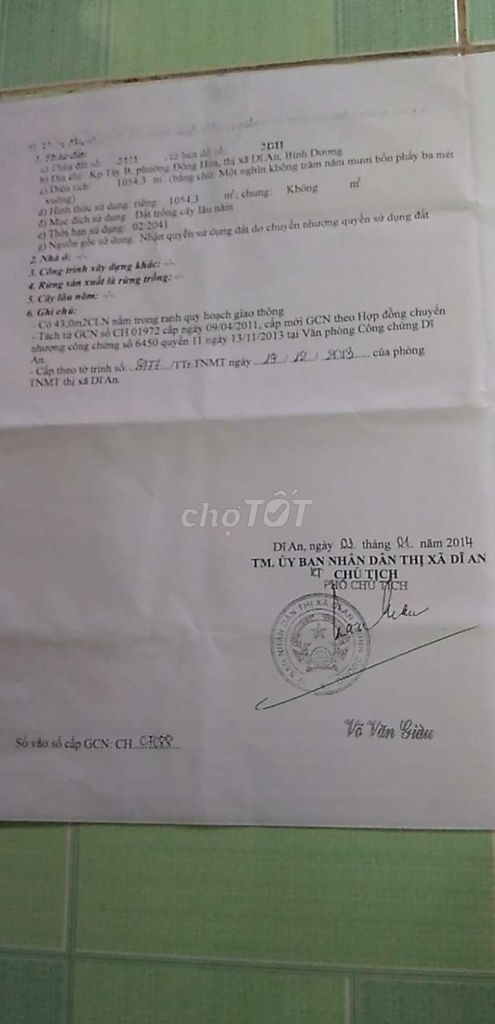 1. Thửa đất:
a) Thửa đất số: tờ bản đồ số: 2ĐH
b) Địa chỉ: Kp Tây B, phường Đông Hòa, thị xã Dĩ An, Bình Dương
c) Diện tích: 1054,3 m², (bằng chữ: Một nghìn không trăm năm mươi bốn phẩy ba mét
vuông)
d) Hình thức sử dụng: riêng: 1054,3 m²; chung: Không m²
đ) Mục đích sử dụng: Đất trồng cây lâu năm
e) Thời hạn sử dụng: 02/2041
g) Nguồn gốc sử dụng: Nhận quyền sử dụng đất do chuyển nhượng quyền sử dụng đất
2. Nhà ở: -/-
3. Công trình xây dựng khác: -/-
4. Rừng sản xuất là rừng trồng: -/-
5. Cây lâu năm: -/-
6. Ghi chú:
- Có 43,0m2CLN nằm trong ranh quy hoạch giao thông
- Tách từ GCN số CH 01972 cấp ngày 09/04/2011, cấp mới GCN theo Hợp đồng chuyển
nhượng công chứng số 6450 quyển 11 ngày 13/11/2013 tại Văn phòng Công chứng Dĩ
An.
- Cấp theo tờ trình số: /TTr.TNMT ngày 19/12/2013 của phòng
TNMT thị xã Dĩ An.
chợTỐT
Dĩ An, ngày 03 tháng 01 năm 2014
TM. ỦY BAN NHÂN DÂN THỊ XÃ DĨ AN
KT CHỦ TỊCH
PHÓ CHỦ TỊCH
Võ Văn Giàu
Số vào sổ cấp GCN: CH 07088
chợTỐT